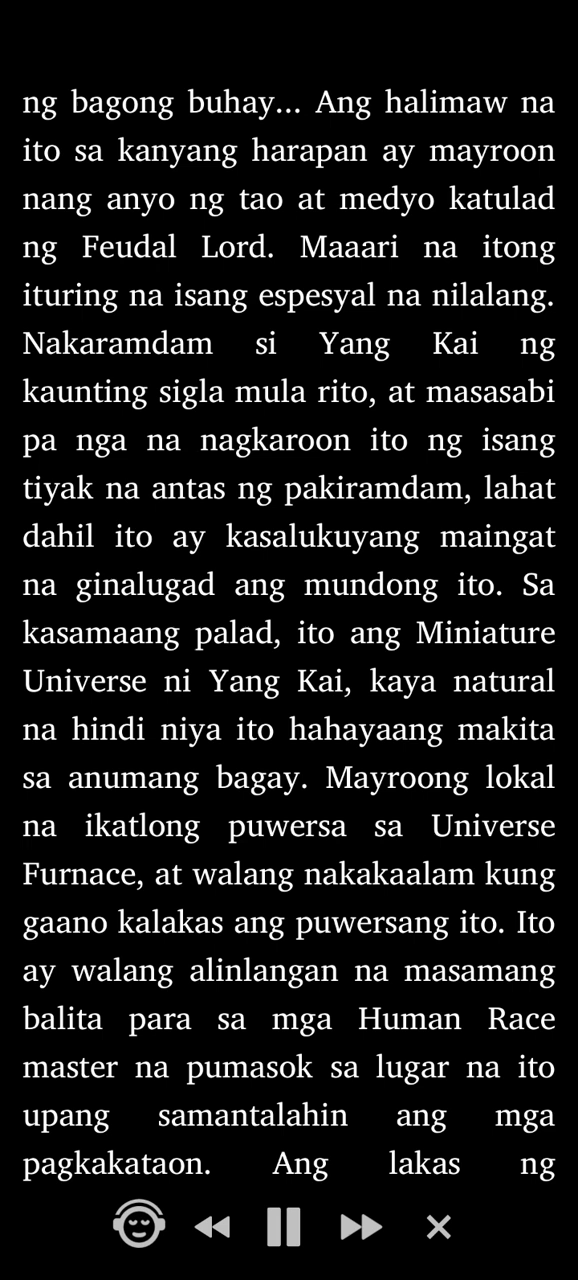 ng bagong buhay... Ang halimaw na
ito sa kanyang harapan ay mayroon
nang anyo ng tao at medyo katulad
ng Feudal Lord. Maaari na itong
ituring na isang espesyal na nilalang.
Nakaramdam si Yang Kai ng
kaunting sigla mula rito, at masasabi
pa nga na nagkaroon ito ng isang
tiyak na antas ng pakiramdam, lahat
dahil ito ay kasalukuyang maingat
na ginalugad ang mundong ito. Sa
kasamaang palad, ito ang Miniature
Universe ni Yang Kai, kaya natural
na hindi niya ito hahayaang makita
sa anumang bagay. Mayroong lokal
na ikatlong puwersa sa Universe
Furnace, at walang nakakaalam kung
gaano kalakas ang puwersang ito. Ito
ay walang alinlangan na masamang
balita para sa mga Human Race
master na pumasok sa lugar na ito
upang samantalahin ang mga
pagkakataon. Ang lakas ng